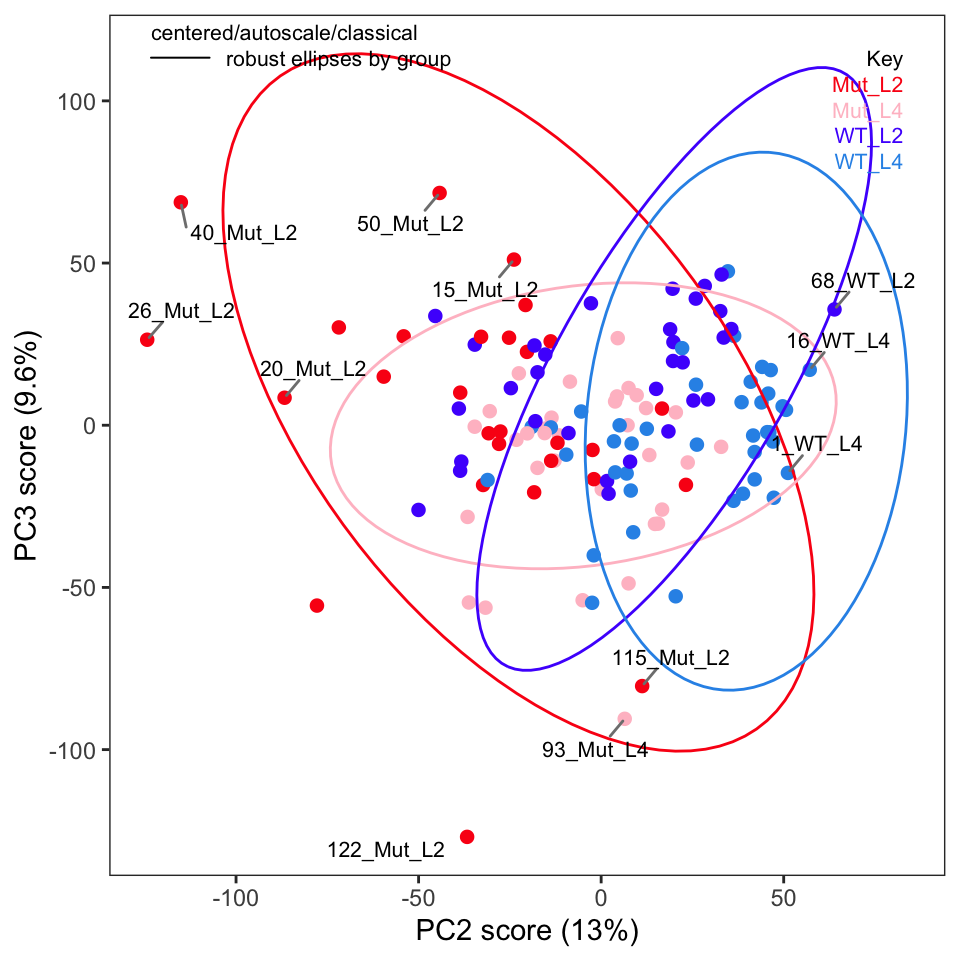 centered/autoscale/classical
robust ellipses by group
Key
Mut_L2
Mut_L4
WT_L2
WT_L4
100
50
0
-50
-100
PC3 score (9.6%)
40_Mut_L2
50_Mut_L2
15_Mut_L2
26_Mut_L2
20_Mut_L2
68_WT_L2
16_WT_L4
1_WT_L4
115_Mut_L2
93_Mut_L4
122_Mut_L2
-100
-50
0
50
PC2 score (13%)